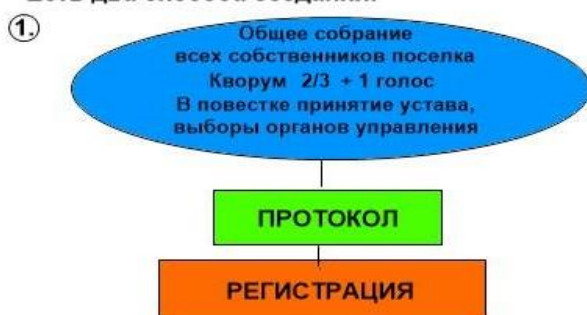 1.
Общее собрание
всех собственников поселка
Кворум 2/3 + 1 голос
В повестке принятие устава,
выборы органов управления
ПРОТОКОЛ
РЕГИСТРАЦИЯ